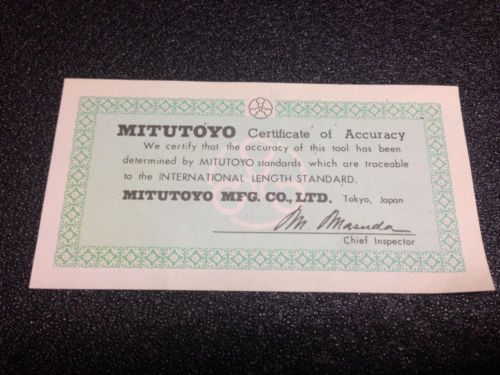 MITUTOYO Certificate of Accuracy
We certify that the accuracy of this tool has been
determined by MITUTOYO standards which are traceable
to the INTERNATIONAL LENGTH STANDARD.
MITUTOYO MFG. CO., LTD. Tokyo, Japan
M. Masuda
Chief Inspector